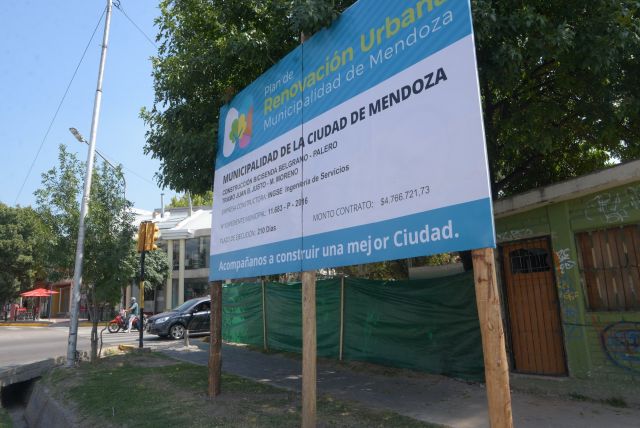 Plan de
Renovación Urbana
Municipalidad de Mendoza
MUNICIPALIDAD DE LA CIUDAD DE MENDOZA
CONSTRUCCIÓN BICISENDA BELGRANO - PALERO
TRAMO JUAN B. JUSTO - M. MORENO
EMPRESA CONTRUCTORA: INGSE Ingeniería de Servicios
N° EXPEDIENTE MUNICIPAL: 11.693 - P - 2016
PLAZO DE EJECUCIÓN: 210 Días
MONTO CONTRATO: $4.766.721,73
Acompañanos a construir una mejor Ciudad.